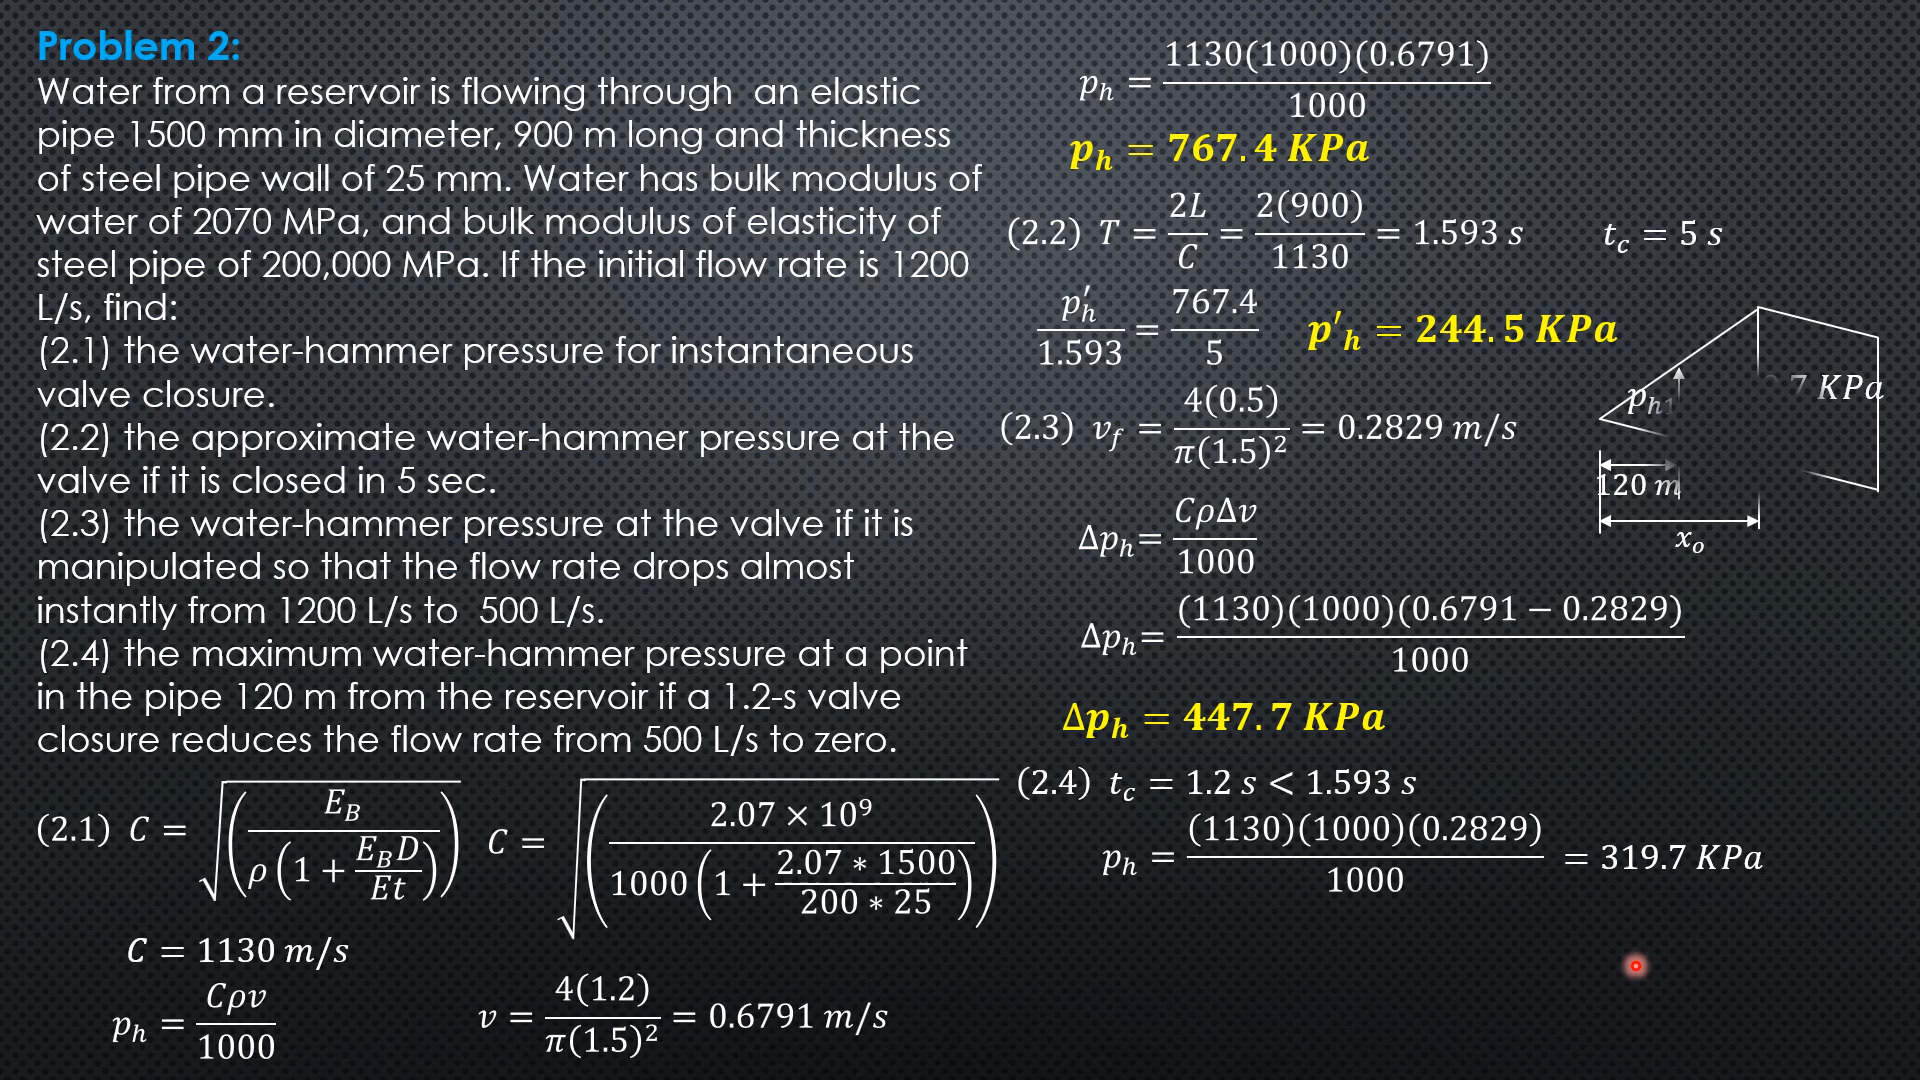 Problem 2:
Water from a reservoir is flowing through  an elastic
pipe 1500 mm in diameter, 900 m long and thickness
of steel pipe wall of 25 mm. Water has bulk modulus of
water of 2070 MPa, and bulk modulus of elasticity of
steel pipe of 200,000 MPa. If the initial flow rate is 1200
L/s, find:
(2.1) the water-hammer pressure for instantaneous
valve closure.
(2.2) the approximate water-hammer pressure at the
valve if it is closed in 5 sec.
(2.3) the water-hammer pressure at the valve if it is
manipulated so that the flow rate drops almost
instantly from 1200 L/s to  500 L/s.
(2.4) the maximum water-hammer pressure at a point
in the pipe 120 m from the reservoir if a 1.2-s valve
closure reduces the flow rate from 500 L/s to zero.
(2.1) C = √(E_B / (ρ(1 + E_B D / Et)))
C = √(2.07 × 10⁹ / (1000(1 + 2.07 * 1500 / 200 * 25)))
C = 1130 m/s
p_h = Cρv / 1000
v = 4(1.2) / π(1.5)² = 0.6791 m/s
p_h = 1130(1000)(0.6791) / 1000
p_h = 767.4 KPa
(2.2) T = 2L / C = 2(900) / 1130 = 1.593 s
t_c = 5 s
p′_h / 1.593 = 767.4 / 5
p′_h = 244.5 KPa
(2.3) v_f = 4(0.5) / π(1.5)² = 0.2829 m/s
Δp_h= CρΔv / 1000
Δp_h= (1130)(1000)(0.6791 − 0.2829) / 1000
Δp_h = 447.7 KPa
(2.4) t_c = 1.2 s < 1.593 s
p_h = (1130)(1000)(0.2829) / 1000 = 319.7 KPa
p_h1
7 KPa
120 m
x_o